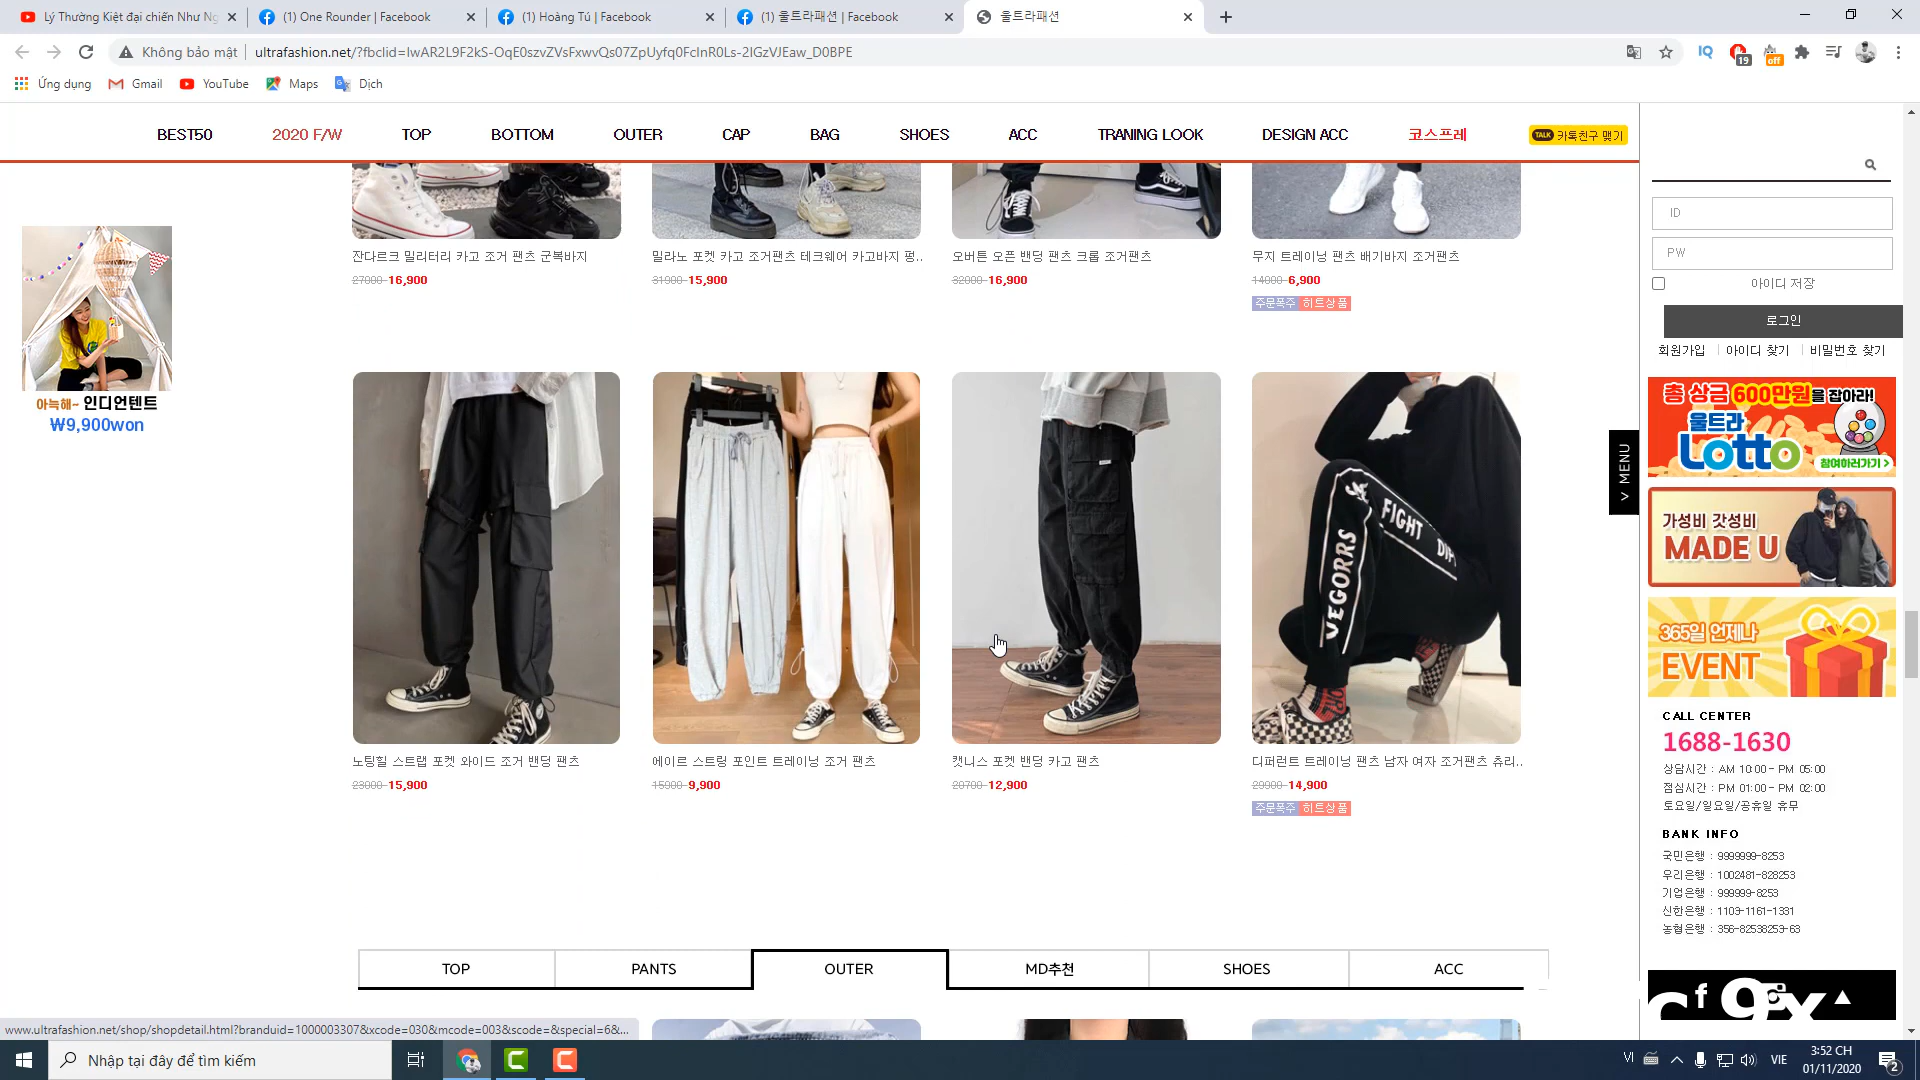 Lý Thường Kiệt đại chiến Như Ng
(1) One Rounder | Facebook
(1) Hoàng Tú | Facebook
(1) 울트라패션 | Facebook
울트라패션
Không bảo mật
ultrafashion.net/?fbclid=IwAR2L9F2kS-OqE0szvZVsFxwvQs07ZpUyfq0FcInR0Ls-2IGzVJEaw_D0BPE
IQ
19
off
Ứng dụng
Gmail
YouTube
Maps
Dịch
BEST50
2020 F/W
TOP
BOTTOM
OUTER
CAP
BAG
SHOES
ACC
TRANING LOOK
DESIGN ACC
코스프레
TALK 카톡친구 맺기
잔다르크 밀리터리 카고 조거 팬츠 군복바지
27000 16,900
밀라노 포켓 카고 조거팬츠 테크웨어 카고바지 펑..
31900 15,900
오버튼 오픈 밴딩 팬츠 크롭 조거팬츠
32000 16,900
무지 트레이닝 팬츠 배기바지 조거팬츠
14000 6,900
주문폭주 히트상품
아늑해~ 인디언텐트
₩9,900won
FIGHT
DIFF
VEGORRS
노팅힐 스트랩 포켓 와이드 조거 밴딩 팬츠
23000 15,900
에이르 스트링 포인트 트레이닝 조거 팬츠
15900 9,900
캣니스 포켓 밴딩 카고 팬츠
20700 12,900
디퍼런트 트레이닝 팬츠 남자 여자 조거팬츠 츄리..
29900 14,900
주문폭주 히트상품
TOP
PANTS
OUTER
MD추천
SHOES
ACC
MENU
ID
PW
아이디 저장
로그인
회원가입
아이디 찾기
비밀번호 찾기
총 상금 600만원을 잡아라!
울트라
Lotto
참여하러가기 >
가성비 갓성비
MADE U
365일 언제나
EVENT
CALL CENTER
1688-1630
상담시간 : AM 10:00 - PM 05:00
점심시간 : PM 01:00 - PM 02:00
토요일/일요일/공휴일 휴무
BANK INFO
국민은행 : 9999999-8253
우리은행 : 1002481-828253
기업은행 : 999999-8253
신한은행 : 1103-1161-1331
농협은행 : 356-82538253-63
www.ultrafashion.net/shop/shopdetail.html?branduid=1000003307&xcode=030&mcode=003&scode=&special=6&...
Nhập tại đây để tìm kiếm
VI
VIE
3:52 CH
01/11/2020
2